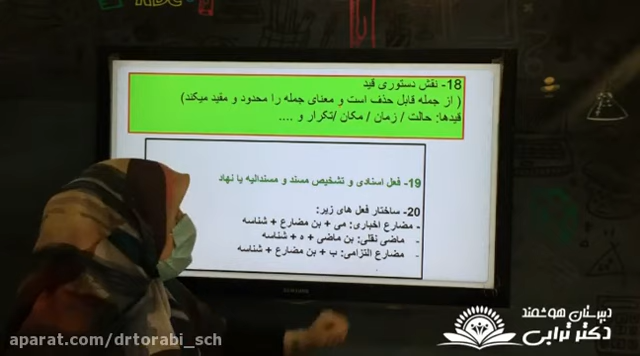 18- نقش دستوری قید
( از جمله قابل حذف است و معنای جمله را محدود و مقید میکند)
قیدها: حالت / زمان / مکان /تکرار و ....
19- فعل اسنادی و تشخیص مسند و مسندالیه یا نهاد
20- ساختار فعل های زیر:
- مضارع اخباری: می + بن مضارع + شناسه
- ماضی نقلی: بن ماضی + ه + شناسه
- مضارع التزامی: ب + بن مضارع + شناسه
SAMSUNG
دبیرستان هوشمند
دکتر ترابی
aparat.com/drtorabi_sch